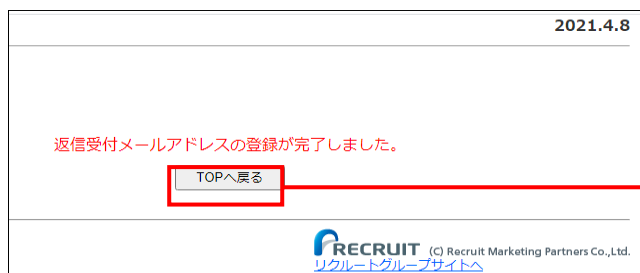 2021.4.8
返信受付メールアドレスの登録が完了しました。
TOPへ戻る
RECRUIT (C) Recruit Marketing Partners Co.,Ltd.
リクルートグループサイトへ